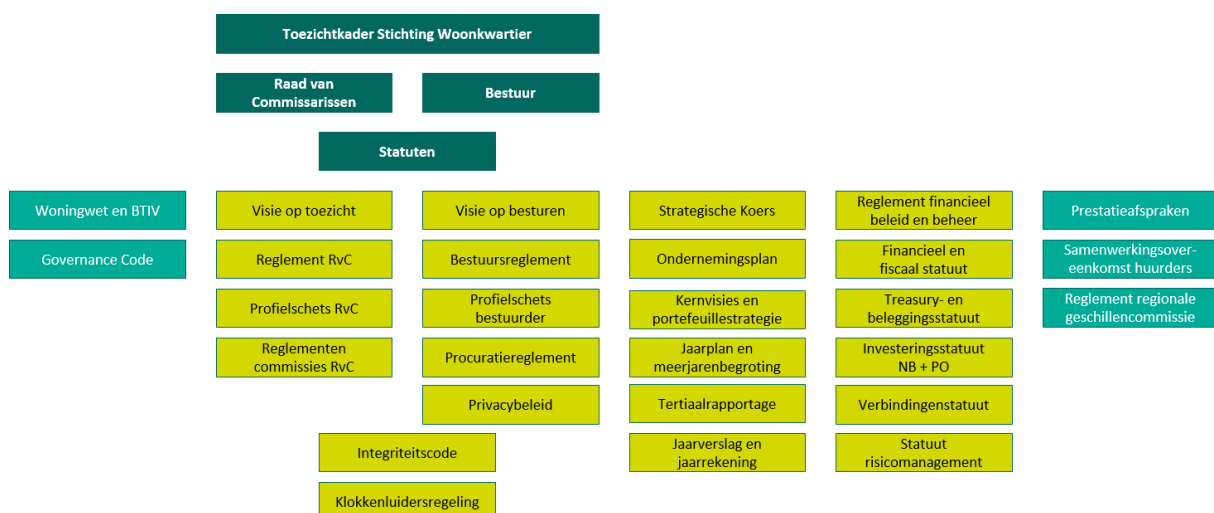 Toezichtkader Stichting Woonkwartier
Raad van
Commissarissen
Bestuur
Statuten
Woningwet en BTIV
Governance Code
Visie op toezicht
Reglement RvC
Profielschets RvC
Reglementen
commissies RvC
Visie op besturen
Bestuursreglement
Profielschets
bestuurder
Procuratiereglement
Privacybeleid
Integriteitscode
Klokkenluidersregeling
Strategische Koers
Ondernemingsplan
Kernvisies en
portefeuillestrategie
Jaarplan en
meerjarenbegroting
Tertiaalrapportage
Jaarverslag en
jaarrekening
Reglement financieel
beleid en beheer
Financieel en
fiscaal statuut
Treasury- en
beleggingsstatuut
Investeringsstatuut
NB + PO
Verbindingenstatuut
Statuut
risicomanagement
Prestatieafspraken
Samenwerkingsover-
eenkomst huurders
Reglement regionale
geschillencommissie